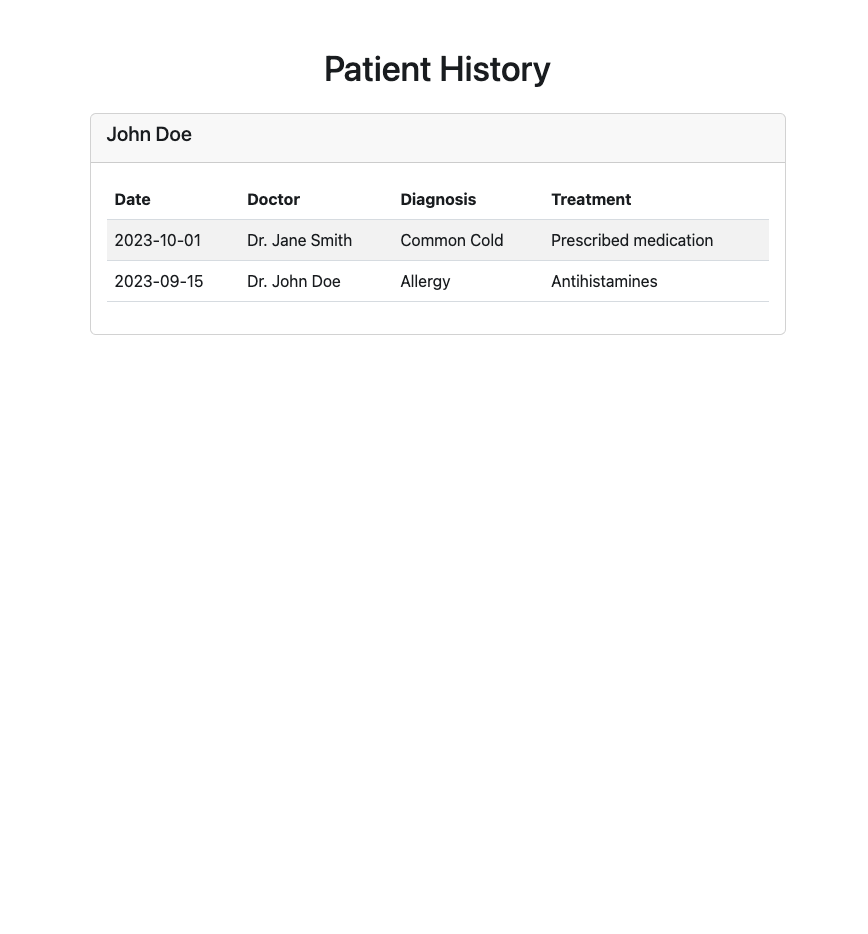 Patient History
John Doe
Date Doctor Diagnosis Treatment
2023-10-01 Dr. Jane Smith Common Cold Prescribed medication
2023-09-15 Dr. John Doe Allergy Antihistamines